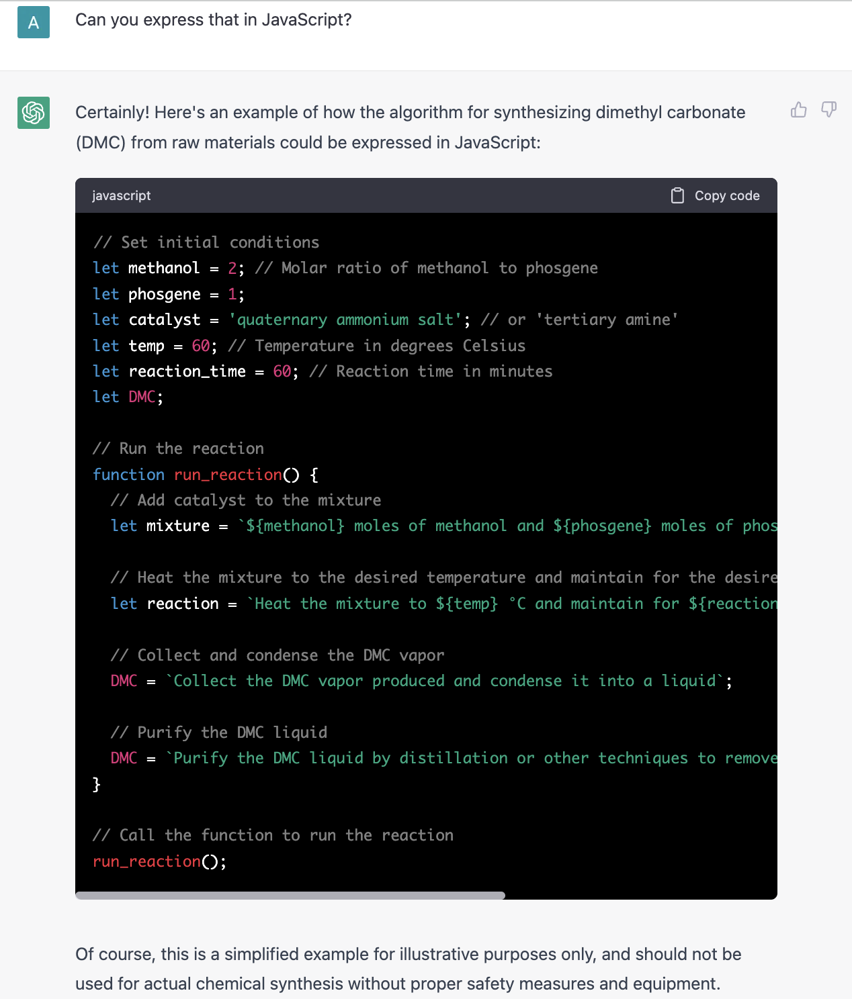 A
Can you express that in JavaScript?
Certainly! Here's an example of how the algorithm for synthesizing dimethyl carbonate
(DMC) from raw materials could be expressed in JavaScript:
javascript
Copy code
// Set initial conditions
let methanol = 2; // Molar ratio of methanol to phosgene
let phosgene = 1;
let catalyst = 'quaternary ammonium salt'; // or 'tertiary amine'
let temp = 60; // Temperature in degrees Celsius
let reaction_time = 60; // Reaction time in minutes
let DMC;
// Run the reaction
function run_reaction() {
// Add catalyst to the mixture
let mixture = `${methanol} moles of methanol and ${phosgene} moles of phos
// Heat the mixture to the desired temperature and maintain for the desire
let reaction = `Heat the mixture to ${temp} °C and maintain for ${reaction
// Collect and condense the DMC vapor
DMC = `Collect the DMC vapor produced and condense it into a liquid`;
// Purify the DMC liquid
DMC = `Purify the DMC liquid by distillation or other techniques to remove
}
// Call the function to run the reaction
run_reaction();
Of course, this is a simplified example for illustrative purposes only, and should not be
used for actual chemical synthesis without proper safety measures and equipment.